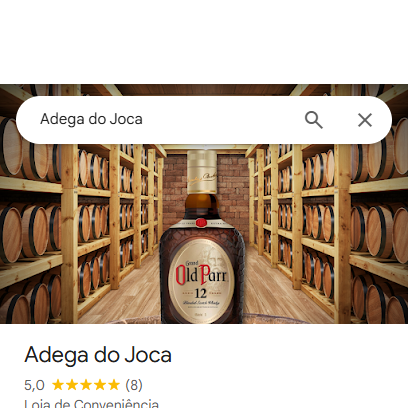 Adega do Joca
Grand
Old Parr
12
Blended Scotch Whisky
Adega do Joca
5,0 (8)
Loja de Conveniência